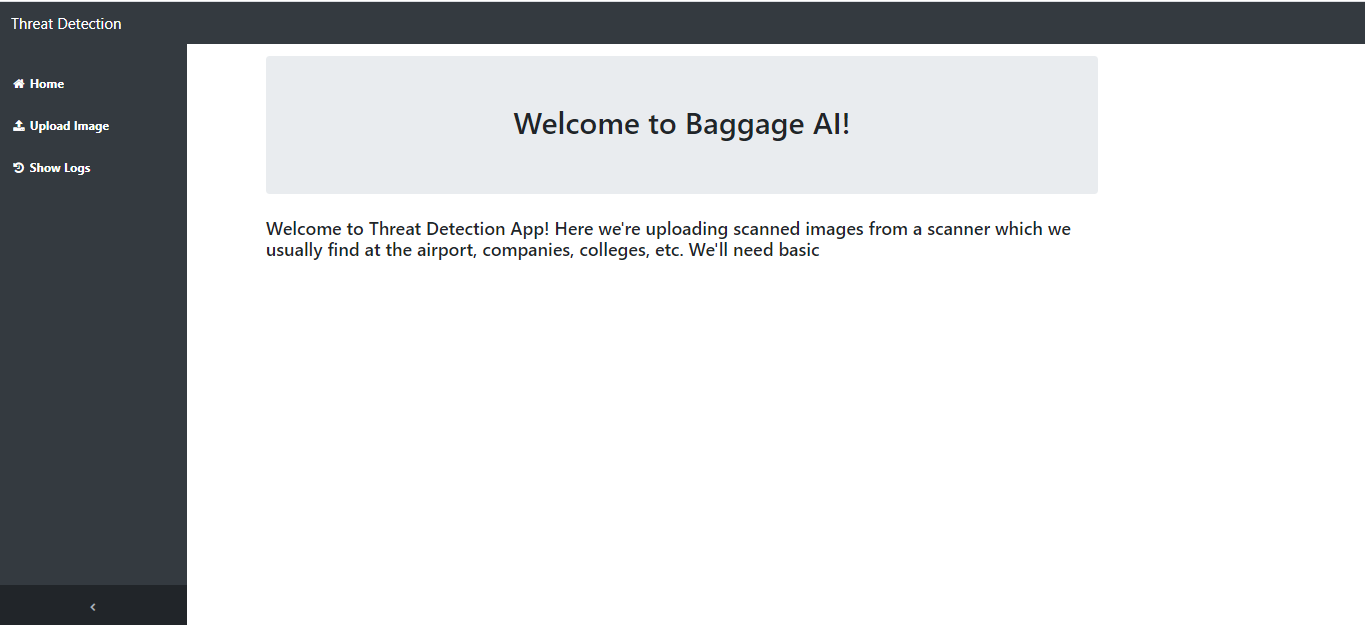 Threat Detection
Home
Upload Image
Show Logs
Welcome to Baggage AI!
Welcome to Threat Detection App! Here we're uploading scanned images from a scanner which we
usually find at the airport, companies, colleges, etc. We'll need basic